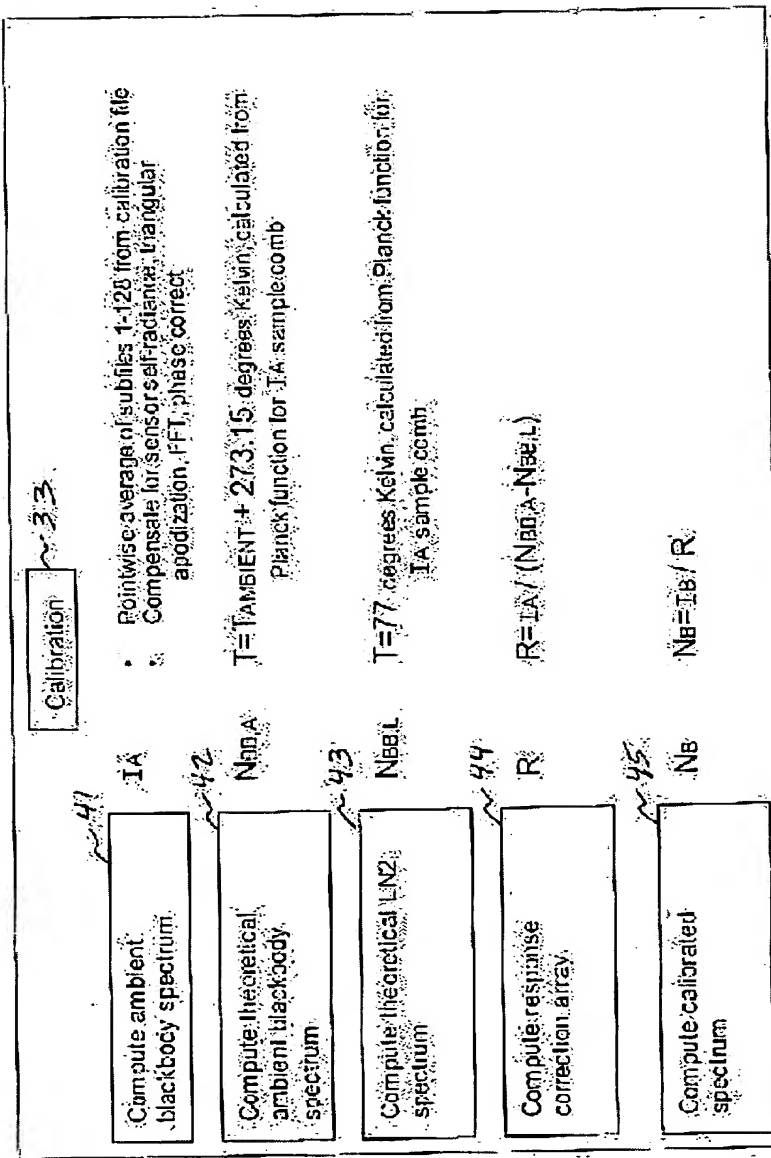 Calibration
~33
~41
Compute ambient
blackbody spectrum
IA
• Pointwise average of subfiles 1-128 from calibration file
• Compensate for sensor self-radiance, triangular
apodization, FFT, phase correct
~42
Compute theoretical
ambient blackbody
spectrum
NBB,A
T=TAMBIENT + 273.15 degrees Kelvin, calculated from
Planck function for IA sample comb
~43
Compute theoretical LN2
spectrum
NBB,L
T=77 degrees Kelvin, calculated from Planck function for
IA sample comb
~44
Compute response
correction array
R
R=IA / (NBB,A-NBB,L)
~45
Compute calibrated
spectrum
NB
NB=IB / R